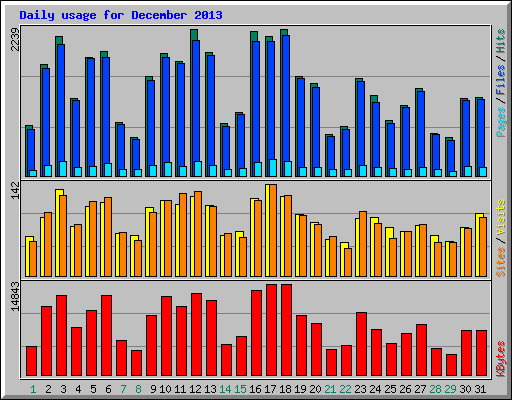 Daily usage for December 2013
2239
Pages / Files / Hits
142
Sites / Visits
14843
KBytes
1 2 3 4 5 6 7 8 9 10 11 12 13 14 15 16 17 18 19 20 21 22 23 24 25 26 27 28 29 30 31